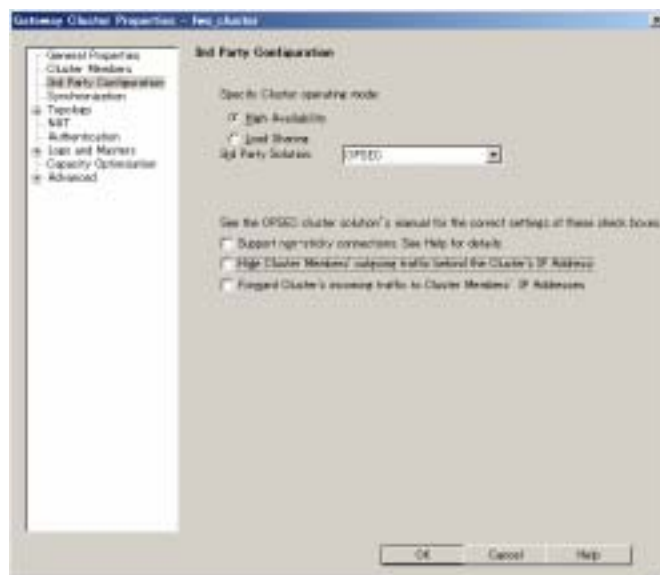 Gateway Cluster Properties - fws_cluster
General Properties
Cluster Members
3rd Party Configuration
Synchronization
Topology
NAT
Authentication
Logs and Masters
Capacity Optimization
Advanced
3rd Party Configuration
Specify Cluster operating mode:
High Availability
Load Sharing
3rd Party Solution:
OPSEC
See the OPSEC cluster solution's manual for the correct settings of these check boxes:
Support non-sticky connections. See Help for details.
Hide Cluster Members' outgoing traffic behind the Cluster's IP Address
Forward Cluster's incoming traffic to Cluster Members' IP Addresses
OK Cancel Help